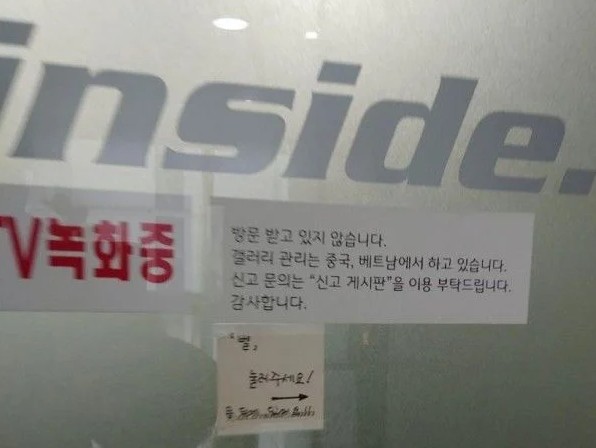 inside.
TV녹화중
방문 받고 있지 않습니다.
갤러리 관리는 중국, 베트남에서 하고 있습니다.
신고 문의는 "신고 게시판"을 이용 부탁드립니다.
감사합니다.
「벨」
눌러주세요!
→